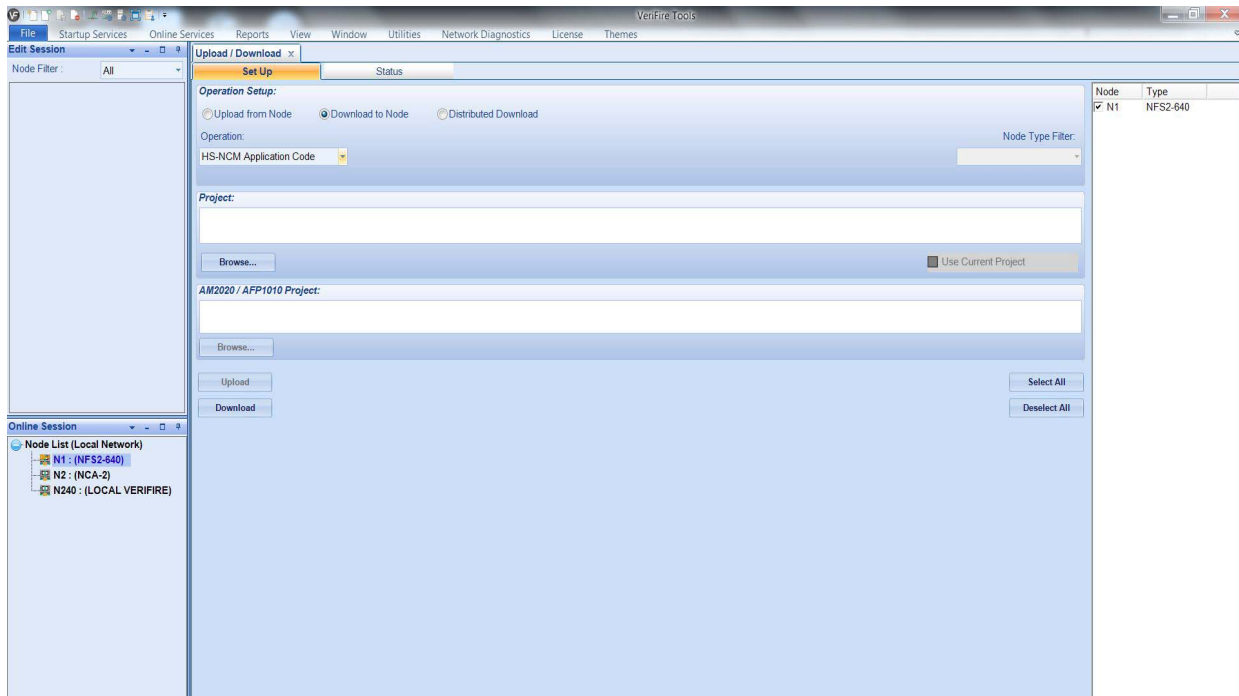 VeriFire Tools
File Startup Services Online Services Reports View Window Utilities Network Diagnostics License Themes
Edit Session
Node Filter : All
Upload / Download x
Set Up Status
Operation Setup:
Upload from Node Download to Node Distributed Download
Operation: Node Type Filter:
HS-NCM Application Code
Project:
Browse... Use Current Project
AM2020 / AFP1010 Project:
Browse...
Upload Select All
Download Deselect All
Node Type
N1 NFS2-640
Online Session
Node List (Local Network)
N1 : (NFS2-640)
N2 : (NCA-2)
N240 : (LOCAL VERIFIRE)